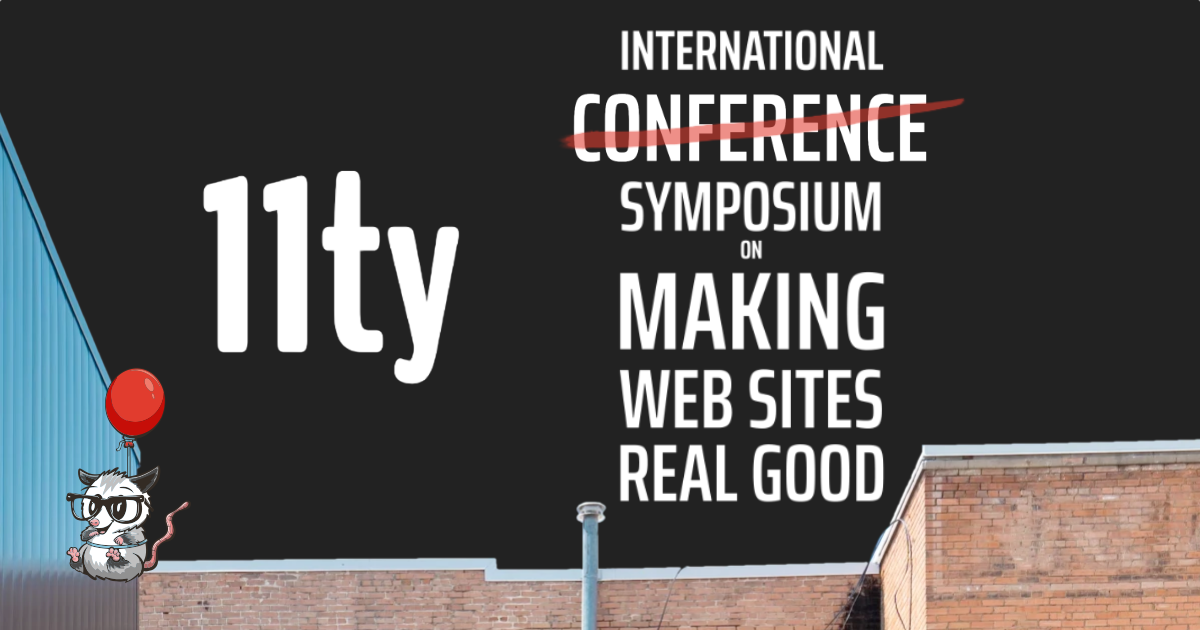 11ty
INTERNATIONAL
CONFERENCE
SYMPOSIUM
ON
MAKING
WEB SITES
REAL GOOD